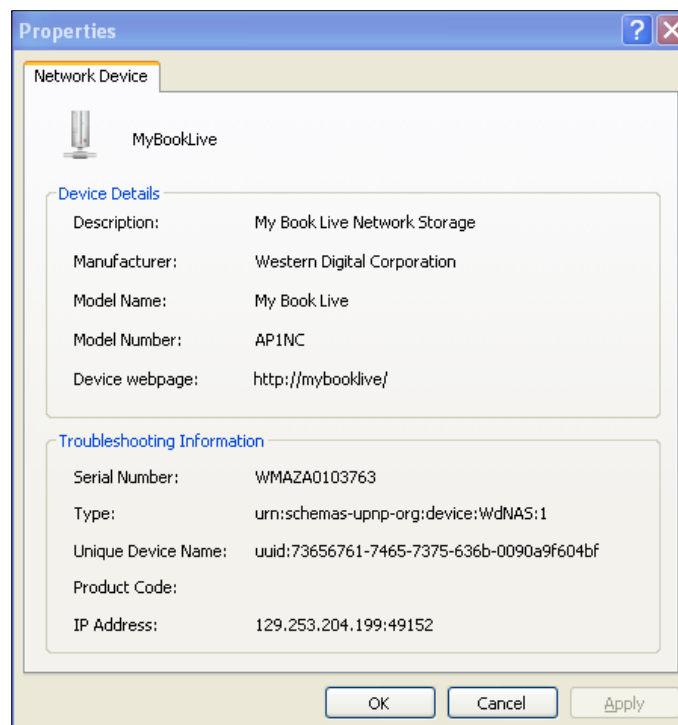 Properties
Network Device
MyBookLive
Device Details
Description: My Book Live Network Storage
Manufacturer: Western Digital Corporation
Model Name: My Book Live
Model Number: AP1NC
Device webpage: http://mybooklive/
Troubleshooting Information
Serial Number: WMAZA0103763
Type: urn:schemas-upnp-org:device:WdNAS:1
Unique Device Name: uuid:73656761-7465-7375-636b-0090a9f604bf
Product Code:
IP Address: 129.253.204.199:49152
OK Cancel Apply